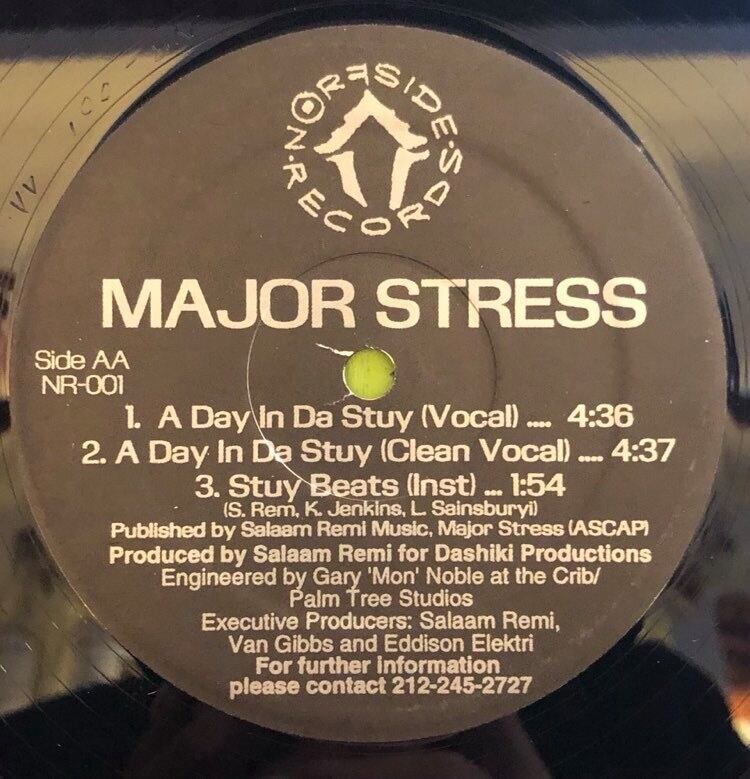 NORFSIDE RECORDS
MAJOR STRESS
Side AA
NR-001
1. A Day In Da Stuy (Vocal) .... 4:36
2. A Day In Da Stuy (Clean Vocal) .... 4:37
3. Stuy Beats (Inst) ... 1:54
(S. Rem, K. Jenkins, L. Sainsburyi)
Published by Salaam Remi Music, Major Stress (ASCAP)
Produced by Salaam Remi for Dashiki Productions
Engineered by Gary 'Mon' Noble at the Crib/
Palm Tree Studios
Executive Producers: Salaam Remi,
Van Gibbs and Eddison Elektri
For further information
please contact 212-245-2727